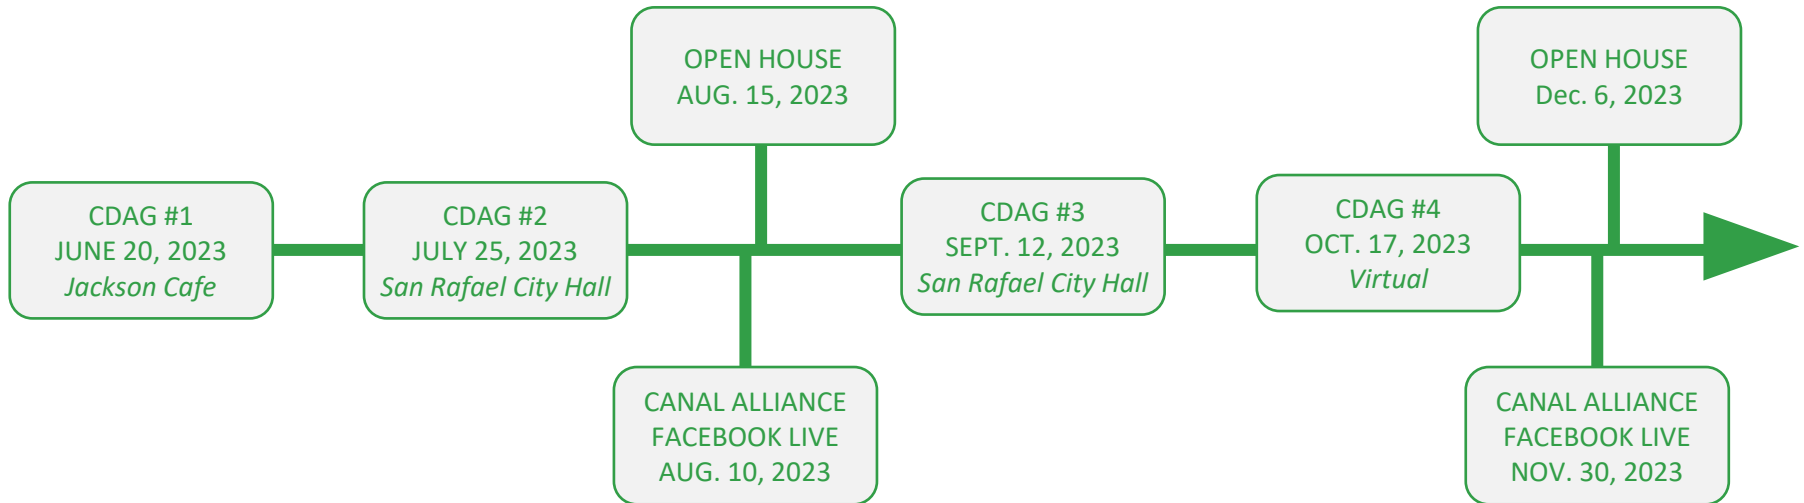 CDAG #1
JUNE 20, 2023
Jackson Cafe
CDAG #2
JULY 25, 2023
San Rafael City Hall
OPEN HOUSE
AUG. 15, 2023
CANAL ALLIANCE
FACEBOOK LIVE
AUG. 10, 2023
CDAG #3
SEPT. 12, 2023
San Rafael City Hall
CDAG #4
OCT. 17, 2023
Virtual
OPEN HOUSE
Dec. 6, 2023
CANAL ALLIANCE
FACEBOOK LIVE
NOV. 30, 2023